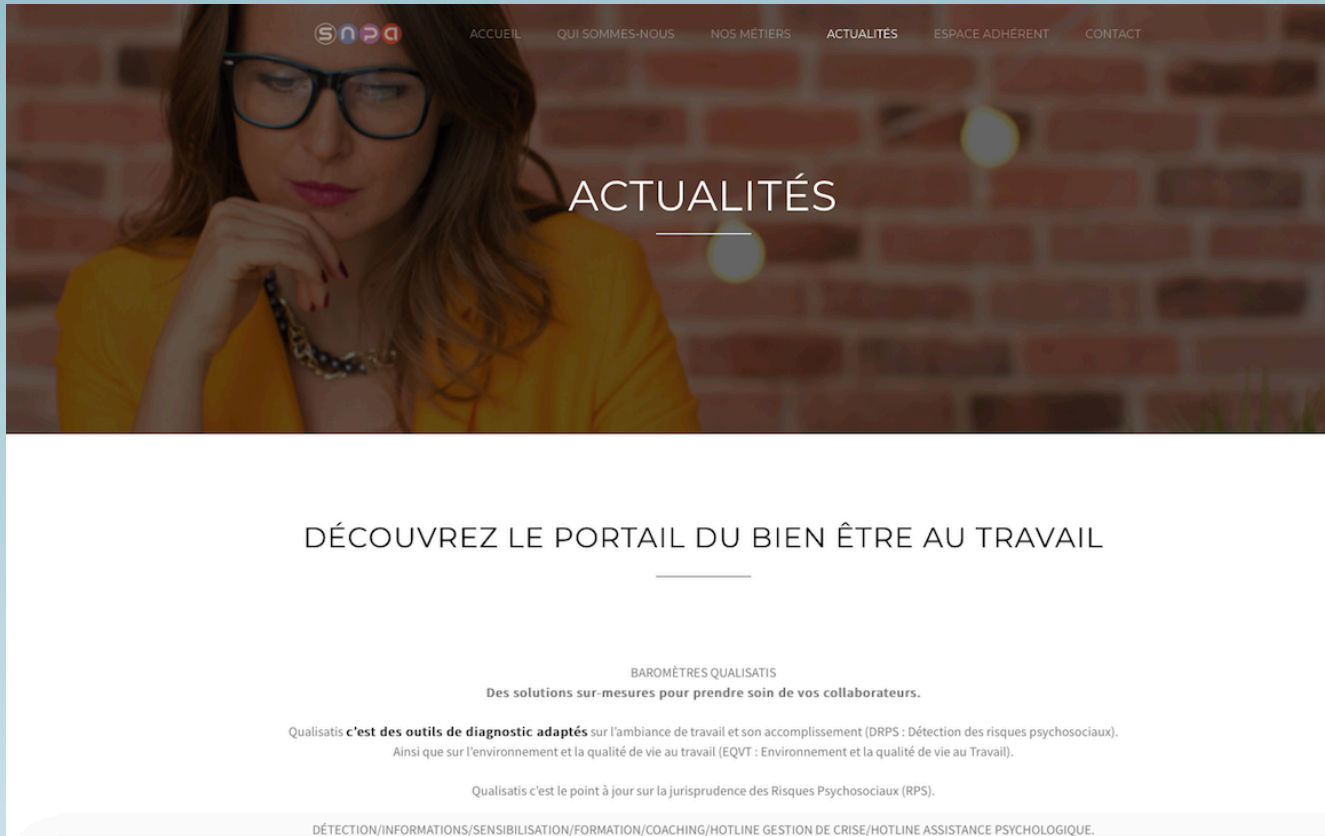 snpa
ACCUEIL QUI SOMMES-NOUS NOS MÉTIERS ACTUALITÉS ESPACE ADHÉRENT CONTACT
ACTUALITÉS
DÉCOUVREZ LE PORTAIL DU BIEN ÊTRE AU TRAVAIL
BAROMÈTRES QUALISATIS
Des solutions sur-mesures pour prendre soin de vos collaborateurs.
Qualisatis c'est des outils de diagnostic adaptés sur l'ambiance de travail et son accomplissement (DRPS : Détection des risques psychosociaux).
Ainsi que sur l'environnement et la qualité de vie au travail (EQVT : Environnement et la qualité de vie au Travail).
Qualisatis c'est le point à jour sur la jurisprudence des Risques Psychosociaux (RPS).
DÉTECTION/INFORMATIONS/SENSIBILISATION/FORMATION/COACHING/HOTLINE GESTION DE CRISE/HOTLINE ASSISTANCE PSYCHOLOGIQUE.